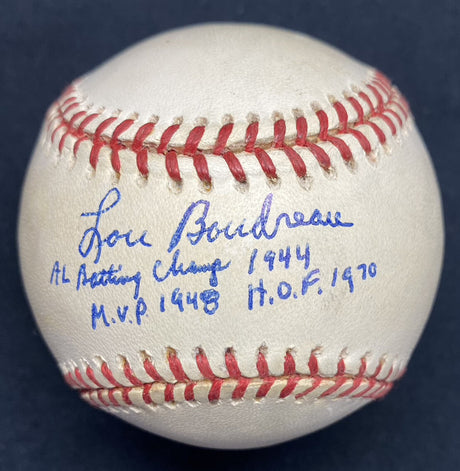 Lou Boudreau
AL Batting Champ 1944
M.V.P 1948 H.O.F. 1970